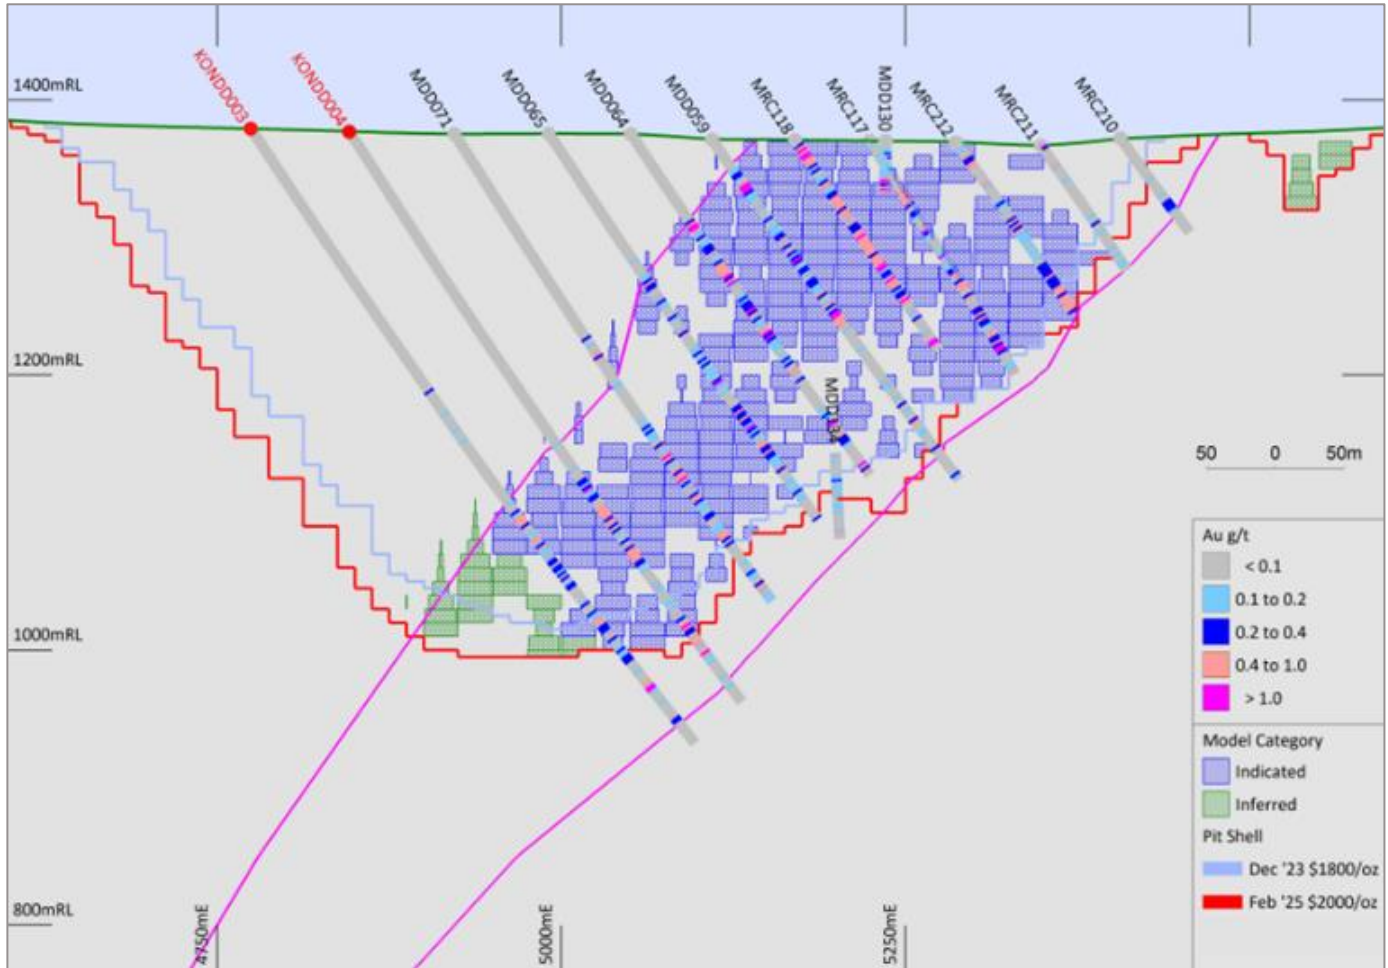 KONDD003
KONDD004
MDD071
MDD065
MDD064
MDD059
MRC118
MRC117
MDD130
MRC212
MRC211
MRC210
1400mRL
1200mRL
MDD134
50 0 50m
1000mRL
800mRL
4750mE
5000mE
5250mE
Au g/t
< 0.1
0.1 to 0.2
0.2 to 0.4
0.4 to 1.0
> 1.0
Model Category
Indicated
Inferred
Pit Shell
Dec '23 $1800/oz
Feb '25 $2000/oz